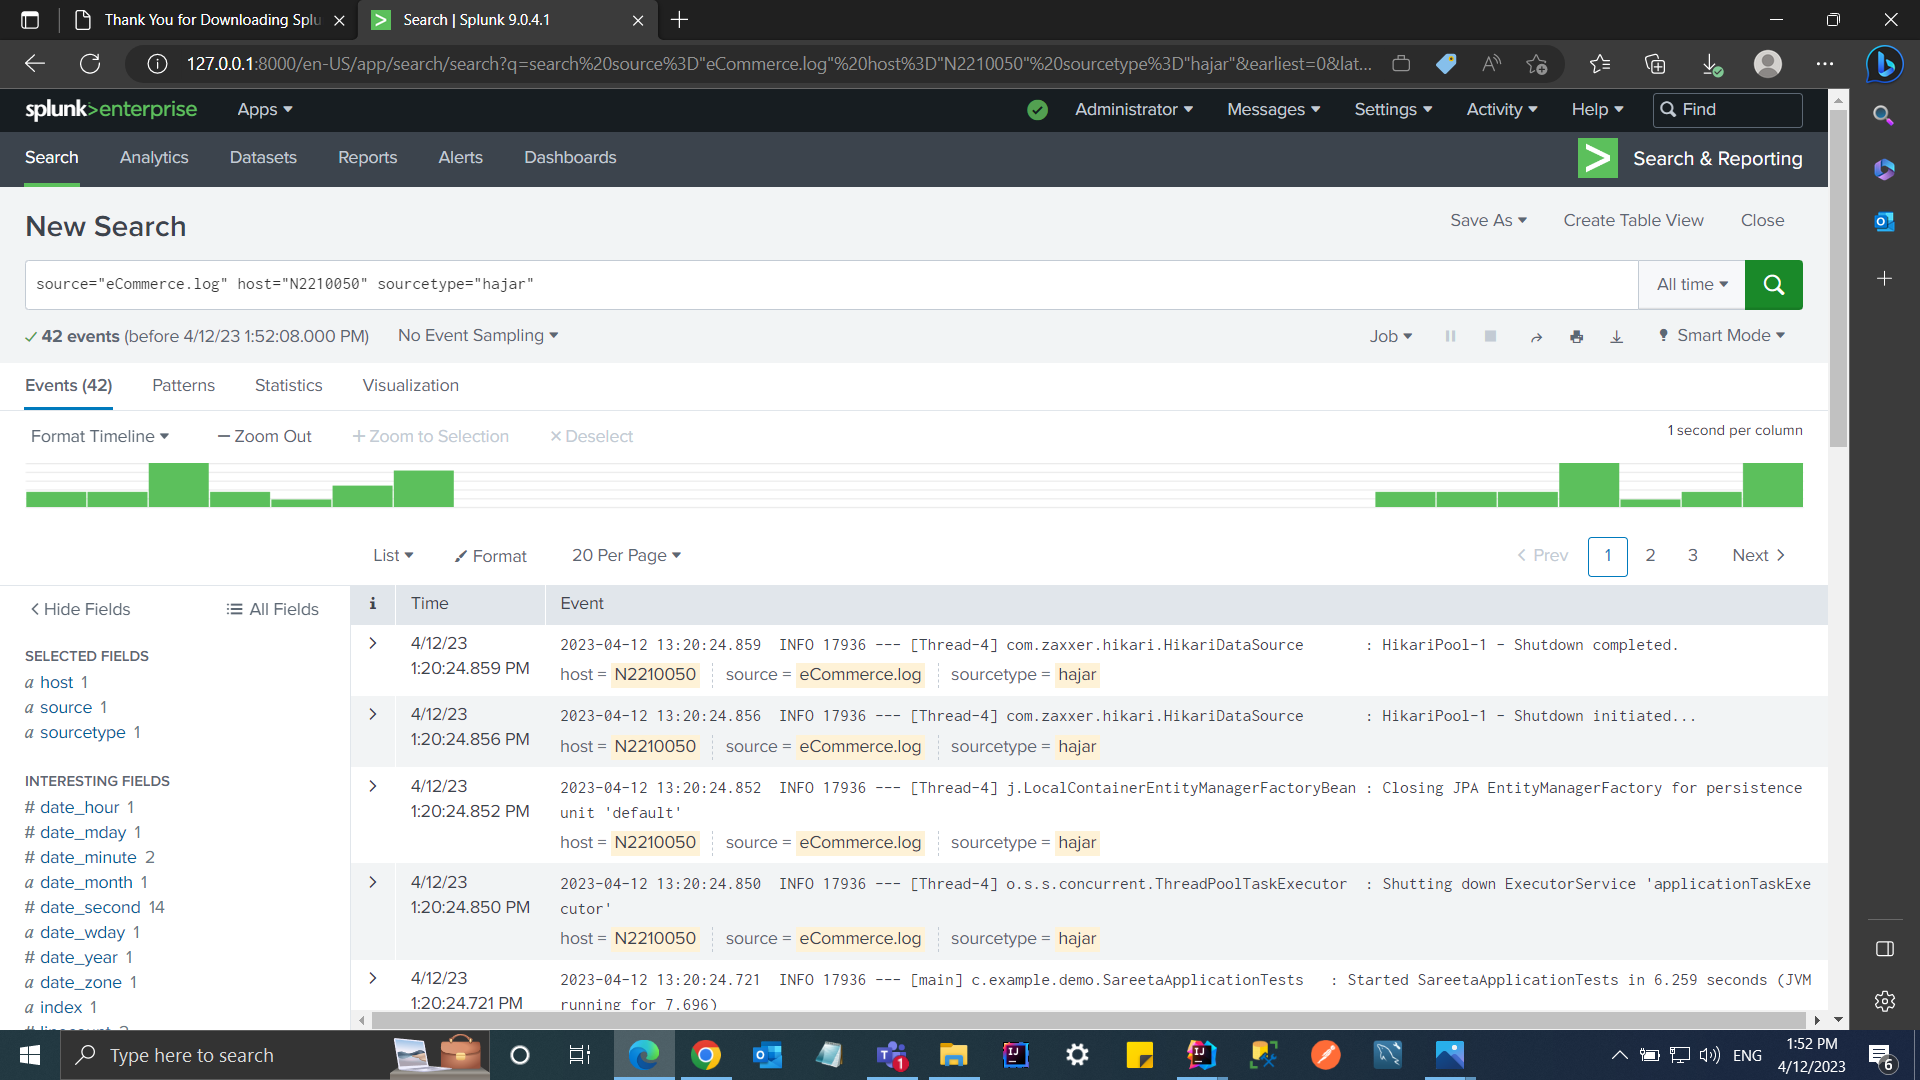 Thank You for Downloading Splu
Search | Splunk 9.0.4.1
127.0.0.1:8000/en-US/app/search/search?q=search%20source%3D"eCommerce.log"%20host%3D"N2210050"%20sourcetype%3D"hajar"&earliest=0&lat...
splunk>enterprise Apps Administrator Messages Settings Activity Help Find
Search Analytics Datasets Reports Alerts Dashboards Search & Reporting
New Search Save As Create Table View Close
source="eCommerce.log" host="N2210050" sourcetype="hajar" All time
42 events (before 4/12/23 1:52:08.000 PM) No Event Sampling Job Smart Mode
Events (42) Patterns Statistics Visualization
Format Timeline — Zoom Out + Zoom to Selection × Deselect 1 second per column
List Format 20 Per Page < Prev 1 2 3 Next >
< Hide Fields All Fields
SELECTED FIELDS
a host 1
a source 1
a sourcetype 1
INTERESTING FIELDS
# date_hour 1
# date_mday 1
# date_minute 2
a date_month 1
# date_second 14
a date_wday 1
# date_year 1
a date_zone 1
a index 1
i Time Event
4/12/23
1:20:24.859 PM
2023-04-12 13:20:24.859 INFO 17936 --- [Thread-4] com.zaxxer.hikari.HikariDataSource : HikariPool-1 - Shutdown completed.
host = N2210050 source = eCommerce.log sourcetype = hajar
4/12/23
1:20:24.856 PM
2023-04-12 13:20:24.856 INFO 17936 --- [Thread-4] com.zaxxer.hikari.HikariDataSource : HikariPool-1 - Shutdown initiated...
host = N2210050 source = eCommerce.log sourcetype = hajar
4/12/23
1:20:24.852 PM
2023-04-12 13:20:24.852 INFO 17936 --- [Thread-4] j.LocalContainerEntityManagerFactoryBean : Closing JPA EntityManagerFactory for persistence
unit 'default'
host = N2210050 source = eCommerce.log sourcetype = hajar
4/12/23
1:20:24.850 PM
2023-04-12 13:20:24.850 INFO 17936 --- [Thread-4] o.s.s.concurrent.ThreadPoolTaskExecutor : Shutting down ExecutorService 'applicationTaskExe
cutor'
host = N2210050 source = eCommerce.log sourcetype = hajar
4/12/23
1:20:24.721 PM
2023-04-12 13:20:24.721 INFO 17936 --- [main] c.example.demo.SareetaApplicationTests : Started SareetaApplicationTests in 6.259 seconds (JVM
running for 7.696)
Type here to search
ENG
1:52 PM
4/12/2023
6
1